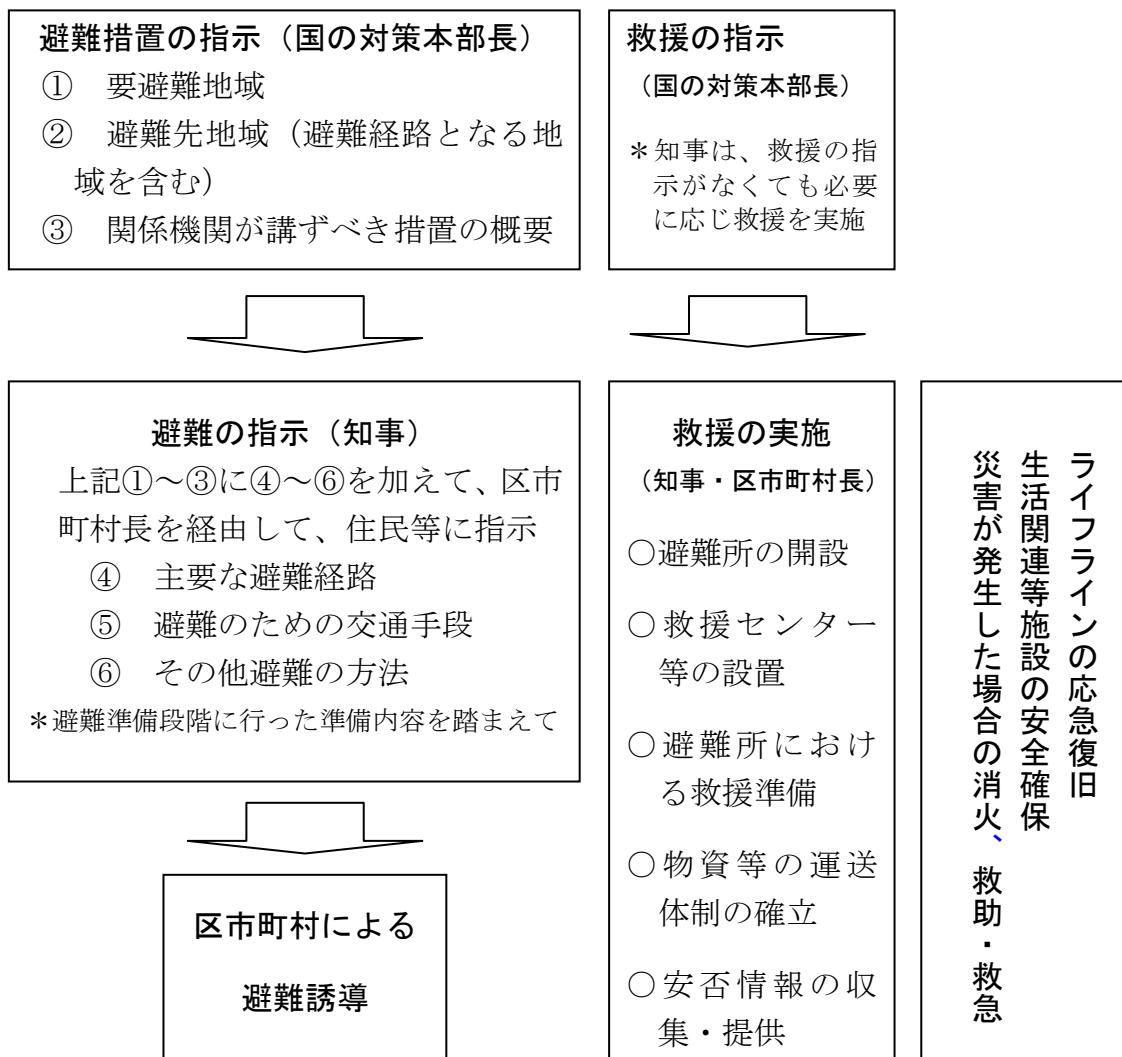 避難措置の指示（国の対策本部長）
① 要避難地域
② 避難先地域（避難経路となる地
域を含む）
③ 関係機関が講ずべき措置の概要
救援の指示
（国の対策本部長）
＊知事は、救援の指
示がなくても必要
に応じ救援を実施
避難の指示（知事）
上記①～③に④～⑥を加えて、区市
町村長を経由して、住民等に指示
④ 主要な避難経路
⑤ 避難のための交通手段
⑥ その他避難の方法
＊避難準備段階に行った準備内容を踏まえて
区市町村による
避難誘導
救援の実施
（知事・区市町村長）
○避難所の開設
○救援センター
等の設置
○避難所におけ
る救援準備
○物資等の運送
体制の確立
○安否情報の収
集・提供
ライフラインの応急復旧
生活関連等施設の安全確保
災害が発生した場合の消火、救助・救急